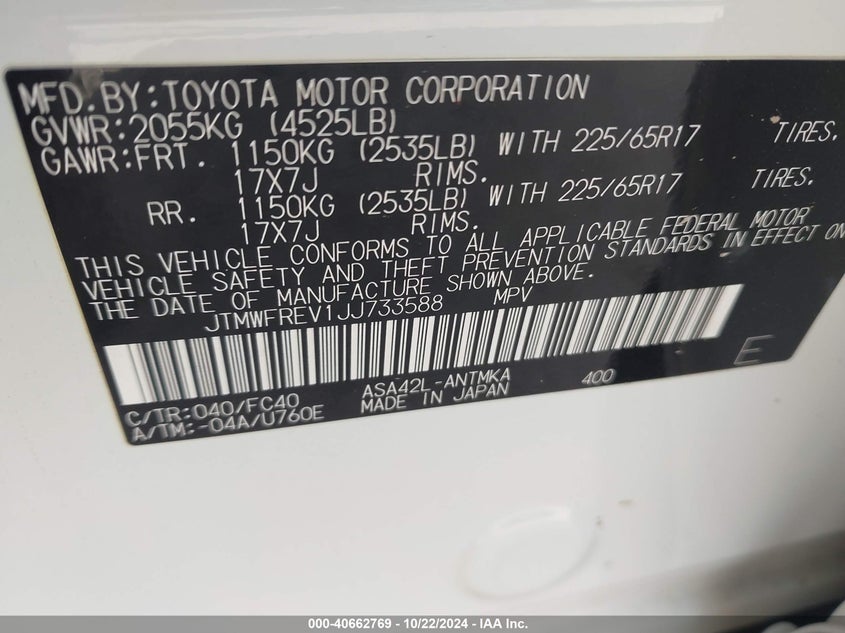 MFD.BY:TOYOTA MOTOR CORPORATION
GVWR:2055KG (4525LB)
GAWR:FRT. 1150KG (2535LB) WITH 225/65R17 TIRES,
17X7J RIMS.
RR. 1150KG (2535LB) WITH 225/65R17 TIRES,
17X7J RIMS.
THIS VEHICLE CONFORMS TO ALL APPLICABLE FEDERAL MOTOR
VEHICLE SAFETY AND THEFT PREVENTION STANDARDS IN EFFECT ON
THE DATE OF MANUFACTURE SHOWN ABOVE.
JTMWFREV1JJ733588 MPV
E
C/TR:040/FC40 ASA42L-ANTMKA 400
A/TM:-04A/U760E MADE IN JAPAN
000-40662769 - 10/22/2024 - IAA Inc.